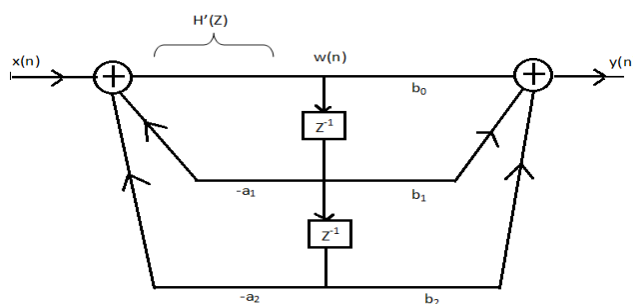 H'(Z)
x(n) w(n) y(n
b₀
Z⁻¹
-a₁ b₁
Z⁻¹
-a₂ b₂